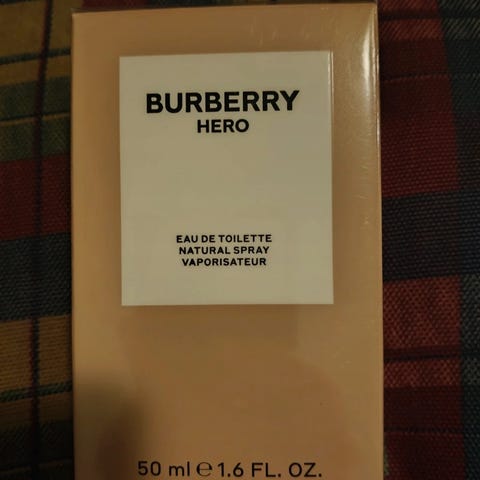 BURBERRY
HERO
EAU DE TOILETTE
NATURAL SPRAY
VAPORISATEUR
50 ml ℮ 1.6 FL. OZ.